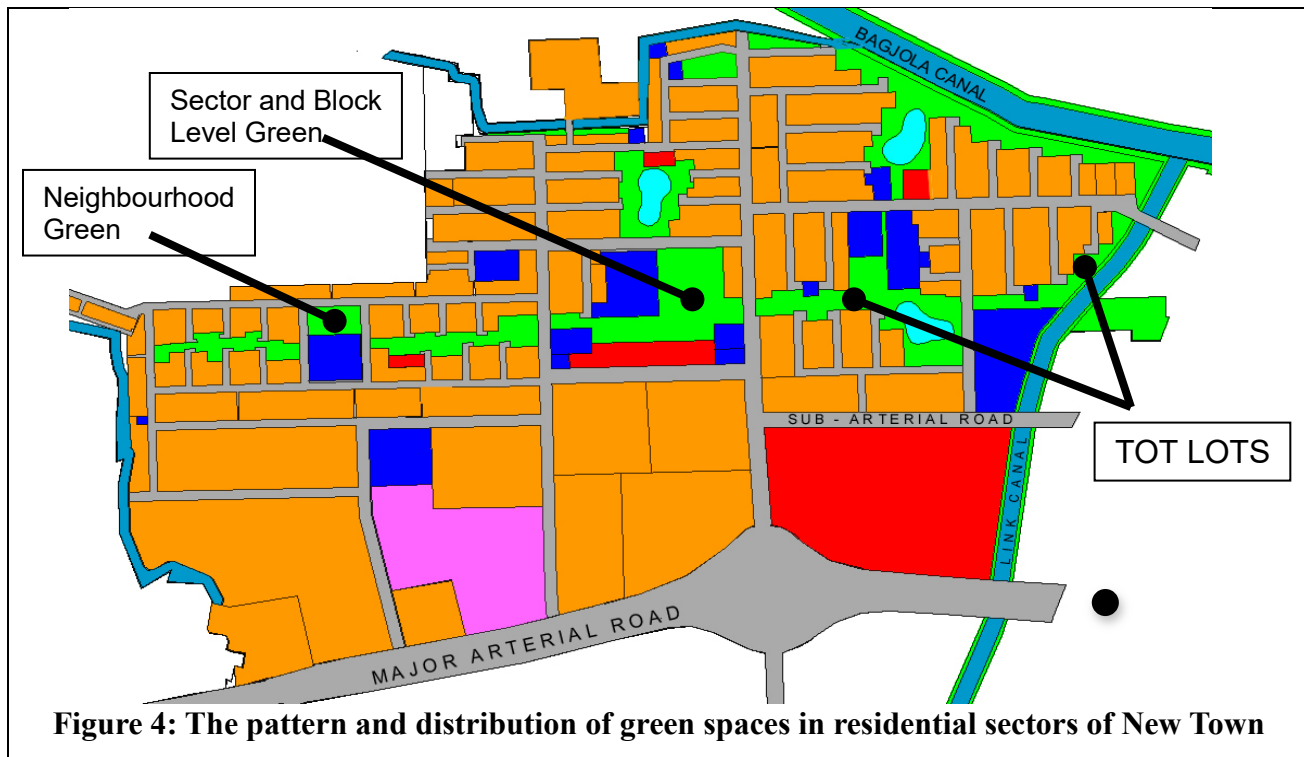 BAGJOLA CANAL
Sector and Block
Level Green
Neighbourhood
Green
SUB - ARTERIAL ROAD
TOT LOTS
LINK CANAL
MAJOR ARTERIAL ROAD
Figure 4: The pattern and distribution of green spaces in residential sectors of New Town